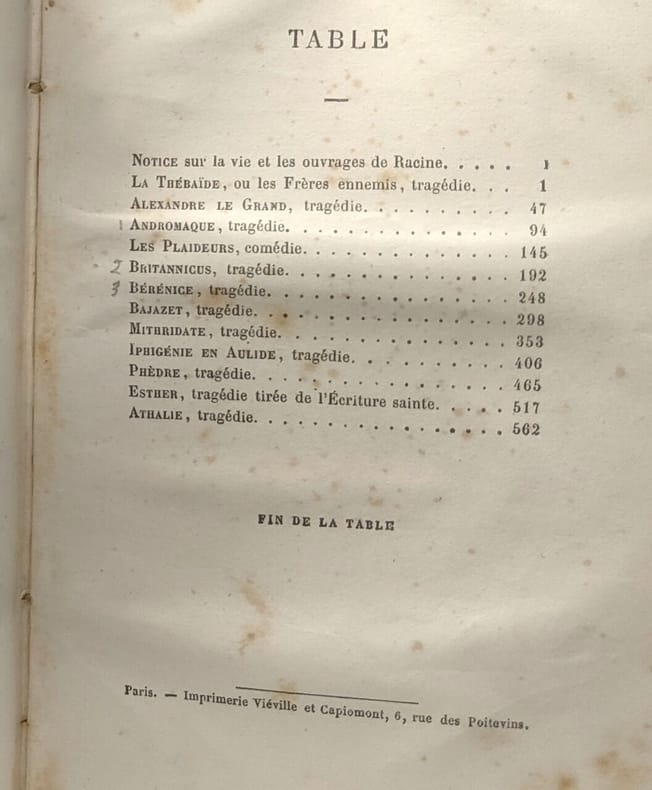 TABLE
NOTICE sur la vie et les ouvrages de Racine. . . . . I
LA THÉBAÏDE, ou les Frères ennemis, tragédie. . . 1
ALEXANDRE LE GRAND, tragédie. . . . . . . . . . 47
1 ANDROMAQUE, tragédie. . . . . . . . . . . . . . 94
LES PLAIDEURS, comédie. . . . . . . . . . . . . 145
2 BRITANNICUS, tragédie. . . . . . . . . . . . . . 192
3 BÉRÉNICE, tragédie. . . . . . . . . . . . . . . 248
BAJAZET, tragédie. . . . . . . . . . . . . . . . 298
MITHRIDATE, tragédie. . . . . . . . . . . . . . 353
IPHIGÉNIE EN AULIDE, tragédie. . . . . . . . . . 406
PHÈDRE, tragédie. . . . . . . . . . . . . . . . 465
ESTHER, tragédie tirée de l'Écriture sainte. . . . . 517
ATHALIE, tragédie. . . . . . . . . . . . . . . . 562
FIN DE LA TABLE
Paris. — Imprimerie Viéville et Capiomont, 6, rue des Poitevins.